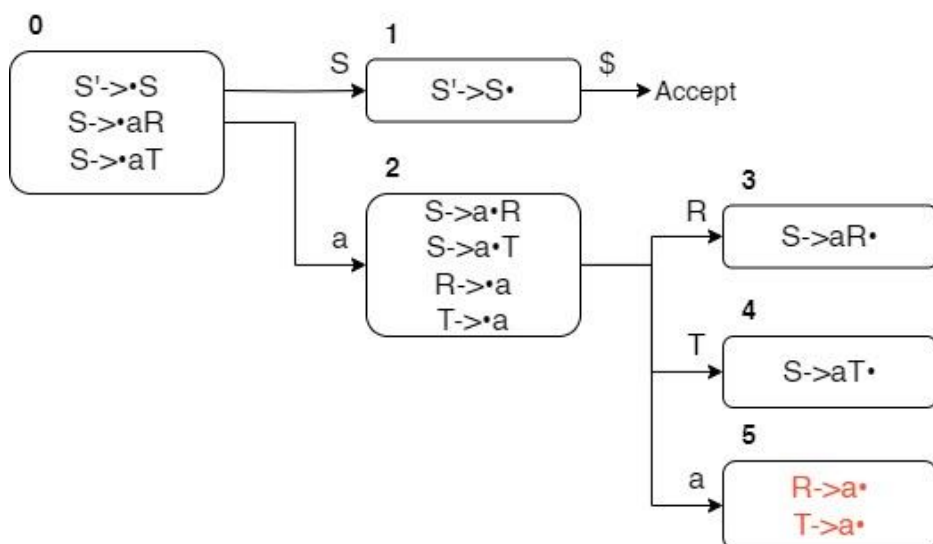 0
S'->•S
S->•aR
S->•aT
S
a
1
S'->S•
$
Accept
2
S->a•R
S->a•T
R->•a
T->•a
R
T
a
3
S->aR•
4
S->aT•
5
R->a•
T->a•